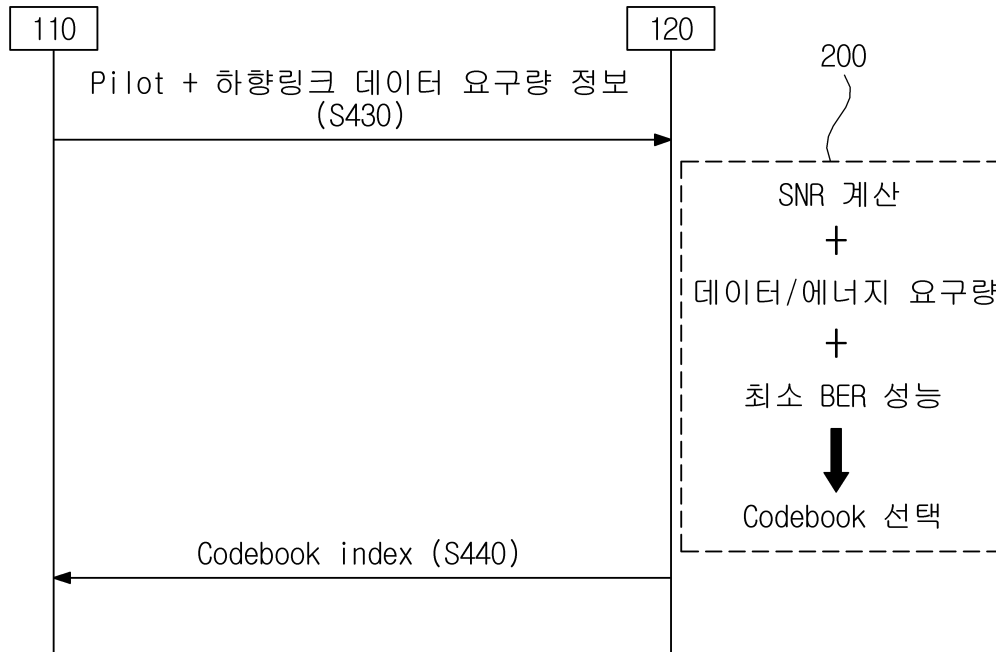 110
120
200
Pilot + 하향링크 데이터 요구량 정보
(S430)
SNR 계산
+
데이터/에너지 요구량
+
최소 BER 성능
Codebook 선택
Codebook index (S440)